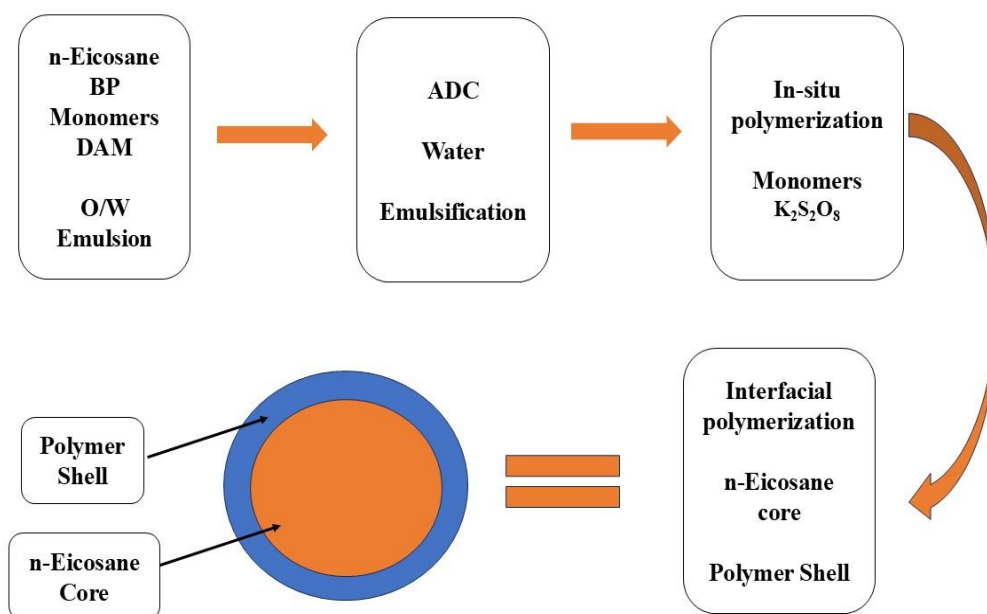 n-Eicosane
BP
Monomers
DAM
O/W
Emulsion
ADC
Water
Emulsification
In-situ
polymerization
Monomers
K₂S₂O₈
Interfacial
polymerization
n-Eicosane
core
Polymer Shell
Polymer
Shell
n-Eicosane
Core